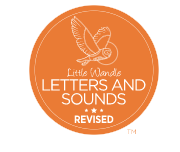 Little Wandle
LETTERS AND
SOUNDS
REVISED
TM